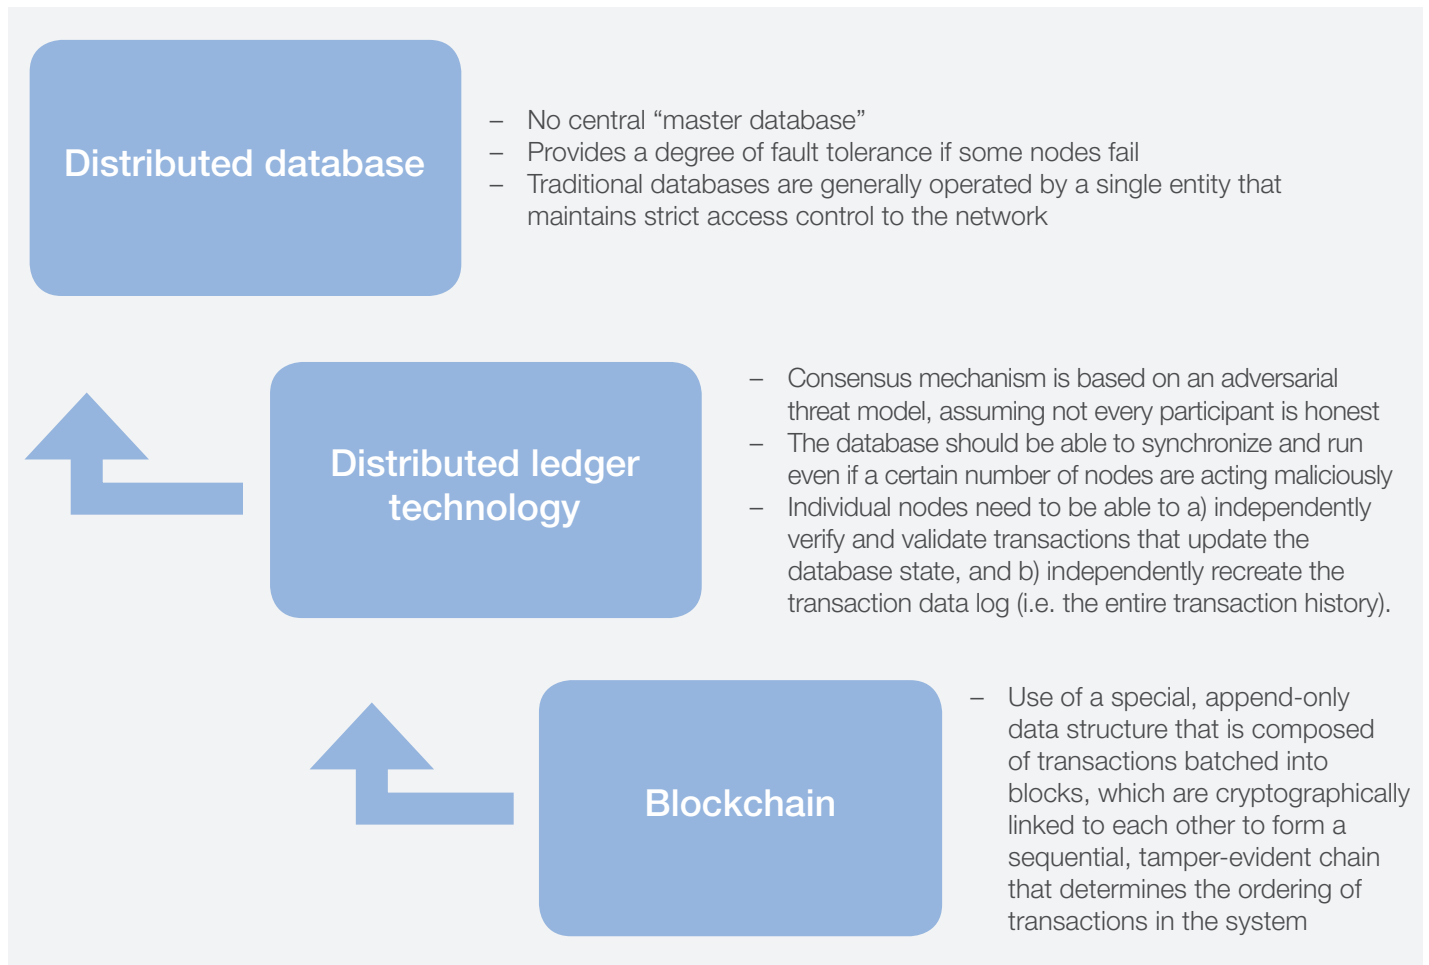 Distributed database
– No central “master database”
– Provides a degree of fault tolerance if some nodes fail
– Traditional databases are generally operated by a single entity that
maintains strict access control to the network
Distributed ledger
technology
– Consensus mechanism is based on an adversarial
threat model, assuming not every participant is honest
– The database should be able to synchronize and run
even if a certain number of nodes are acting maliciously
– Individual nodes need to be able to a) independently
verify and validate transactions that update the
database state, and b) independently recreate the
transaction data log (i.e. the entire transaction history).
Blockchain
– Use of a special, append-only
data structure that is composed
of transactions batched into
blocks, which are cryptographically
linked to each other to form a
sequential, tamper-evident chain
that determines the ordering of
transactions in the system